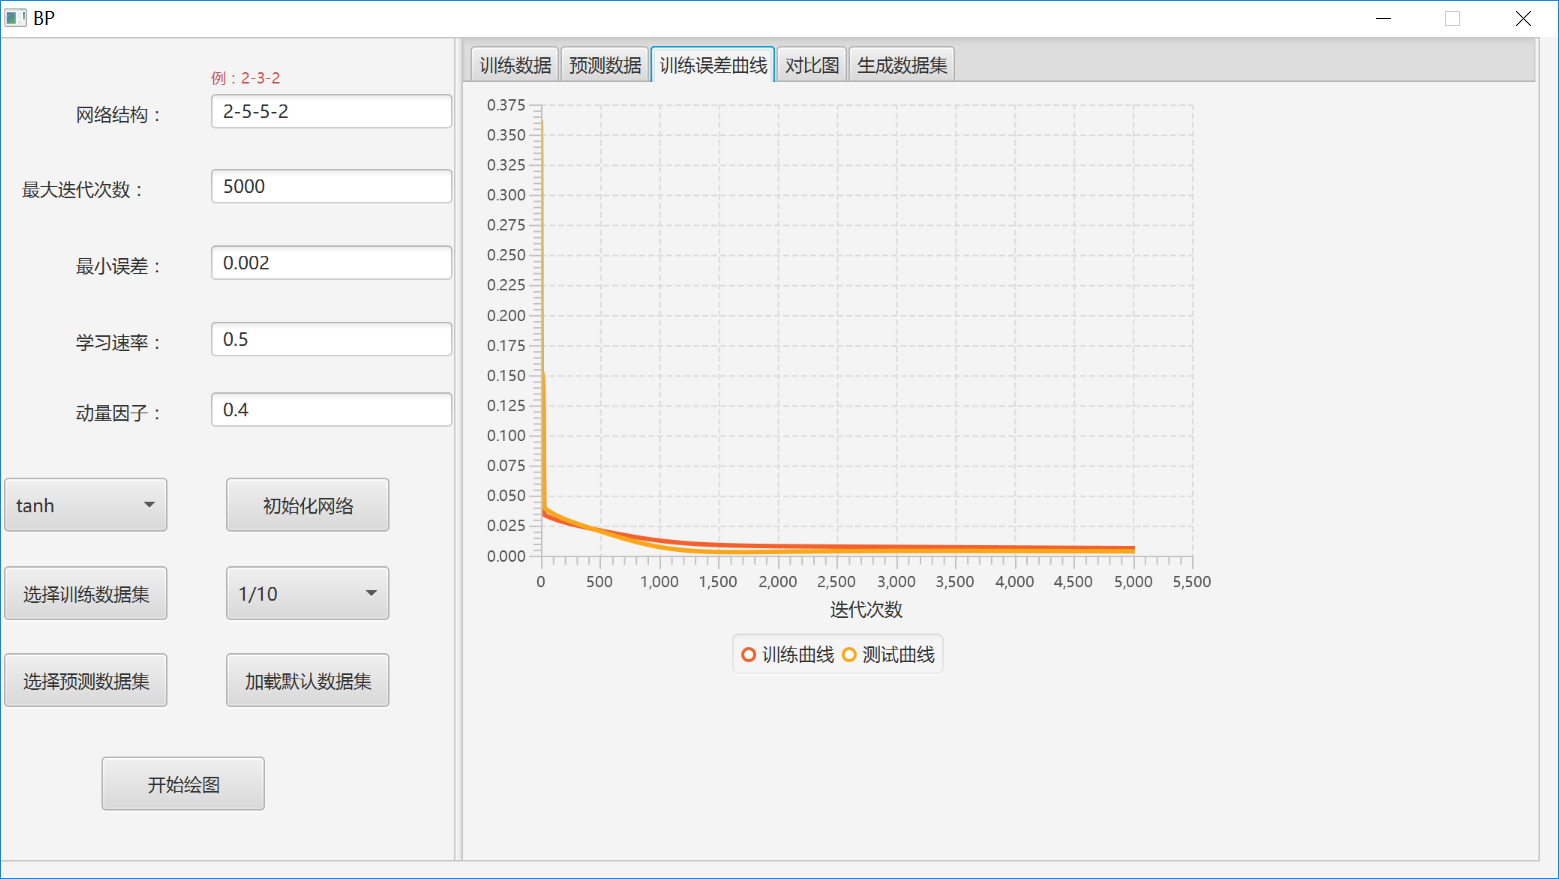 BP
例：2-3-2
网络结构：
2-5-5-2
最大迭代次数：
5000
最小误差：
0.002
学习速率：
0.5
动量因子：
0.4
tanh
初始化网络
选择训练数据集
1/10
选择预测数据集
加载默认数据集
开始绘图
训练数据
预测数据
训练误差曲线
对比图
生成数据集
0.375
0.350
0.325
0.300
0.275
0.250
0.225
0.200
0.175
0.150
0.125
0.100
0.075
0.050
0.025
0.000
0 500 1,000 1,500 2,000 2,500 3,000 3,500 4,000 4,500 5,000 5,500
迭代次数
训练曲线 测试曲线